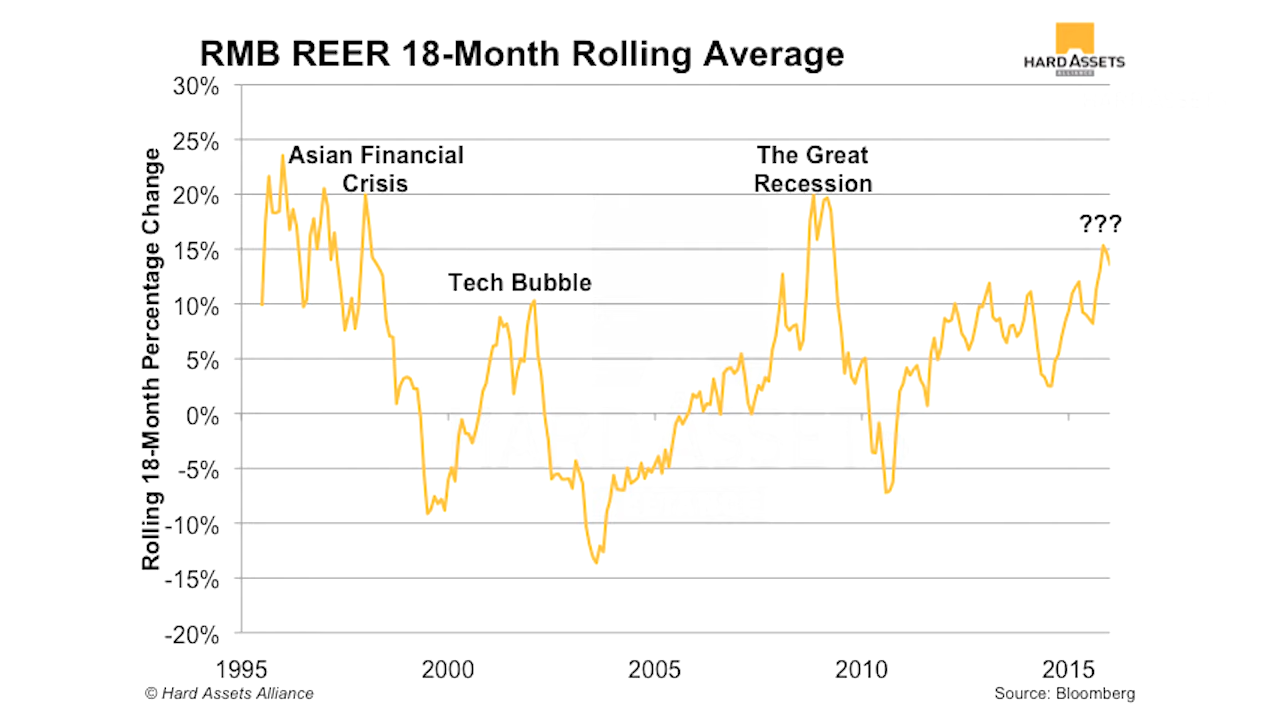 RMB REER 18-Month Rolling Average
HARD ASSETS
ALLIANCE
Rolling 18-Month Percentage Change
30%
25%
20%
15%
10%
5%
0%
-5%
-10%
-15%
-20%
Asian Financial
Crisis
Tech Bubble
The Great
Recession
???
1995
2000
2005
2010
2015
© Hard Assets Alliance
Source: Bloomberg